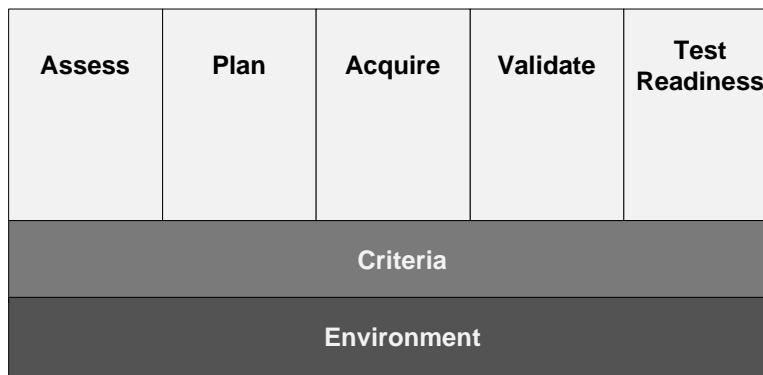 Assess
Plan
Acquire
Validate
Test
Readiness
Criteria
Environment